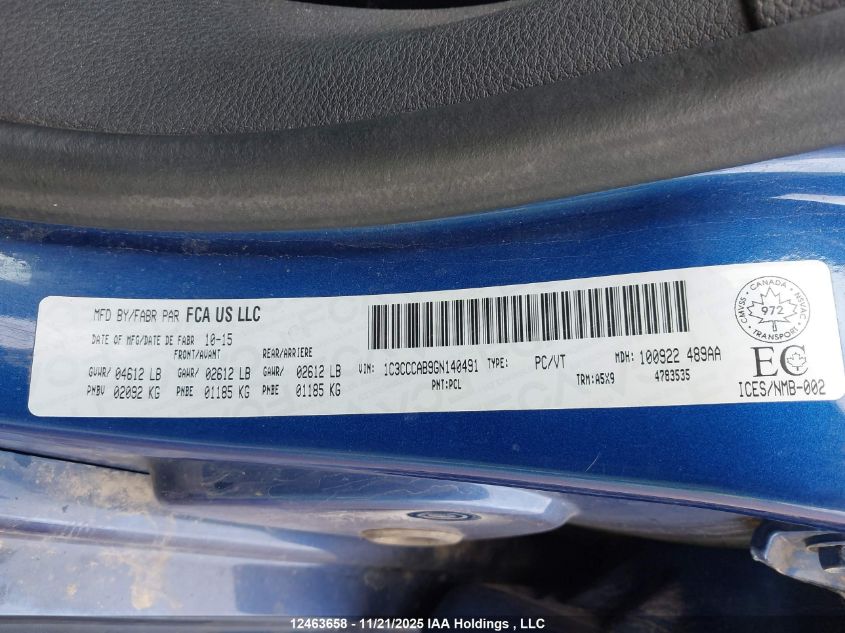 MFD BY/FABR PAR FCA US LLC
DATE OF MFG/DATE DE FABR 10-15
FRONT/AVANT REAR/ARRIERE
GVWR/ 04612 LB GAWR/ 02612 LB GAWR/ 02612 LB
PNBV 02092 KG PNBE 01185 KG PNBE 01185 KG
VIN: 1C3CCCAB9GN140491 TYPE: PC/VT MDH: 100922 489AA
PNT:PCL TRM:A5X9 4783535
CANADA
CMVSS 972 NSVAC
TRANSPORT
EC
ICES/NMB-002
12463658 - 11/21/2025 IAA Holdings , LLC